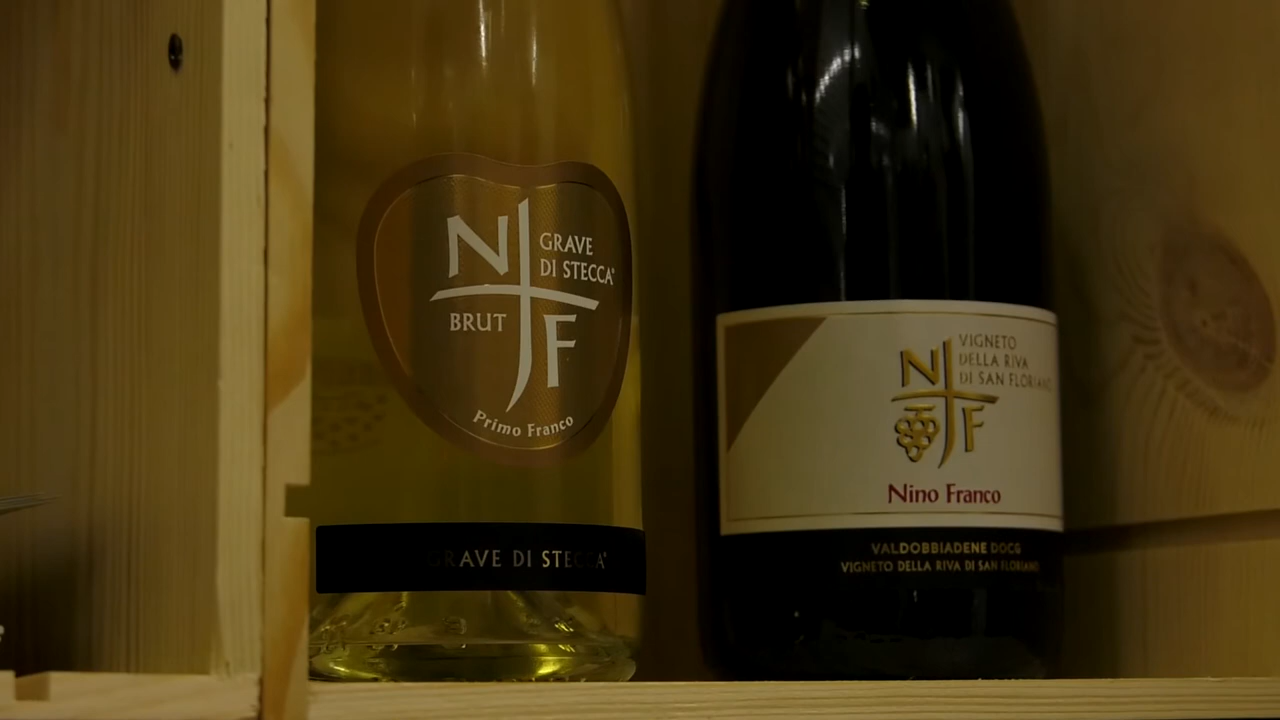 N
GRAVE
DI STECCA®
BRUT
F
Primo Franco
GRAVE DI STECCA®
N
VIGNETO
DELLA RIVA
DI SAN FLORIANO
F
Nino Franco
VALDOBBIADENE DOCG
VIGNETO DELLA RIVA DI SAN FLORIANO